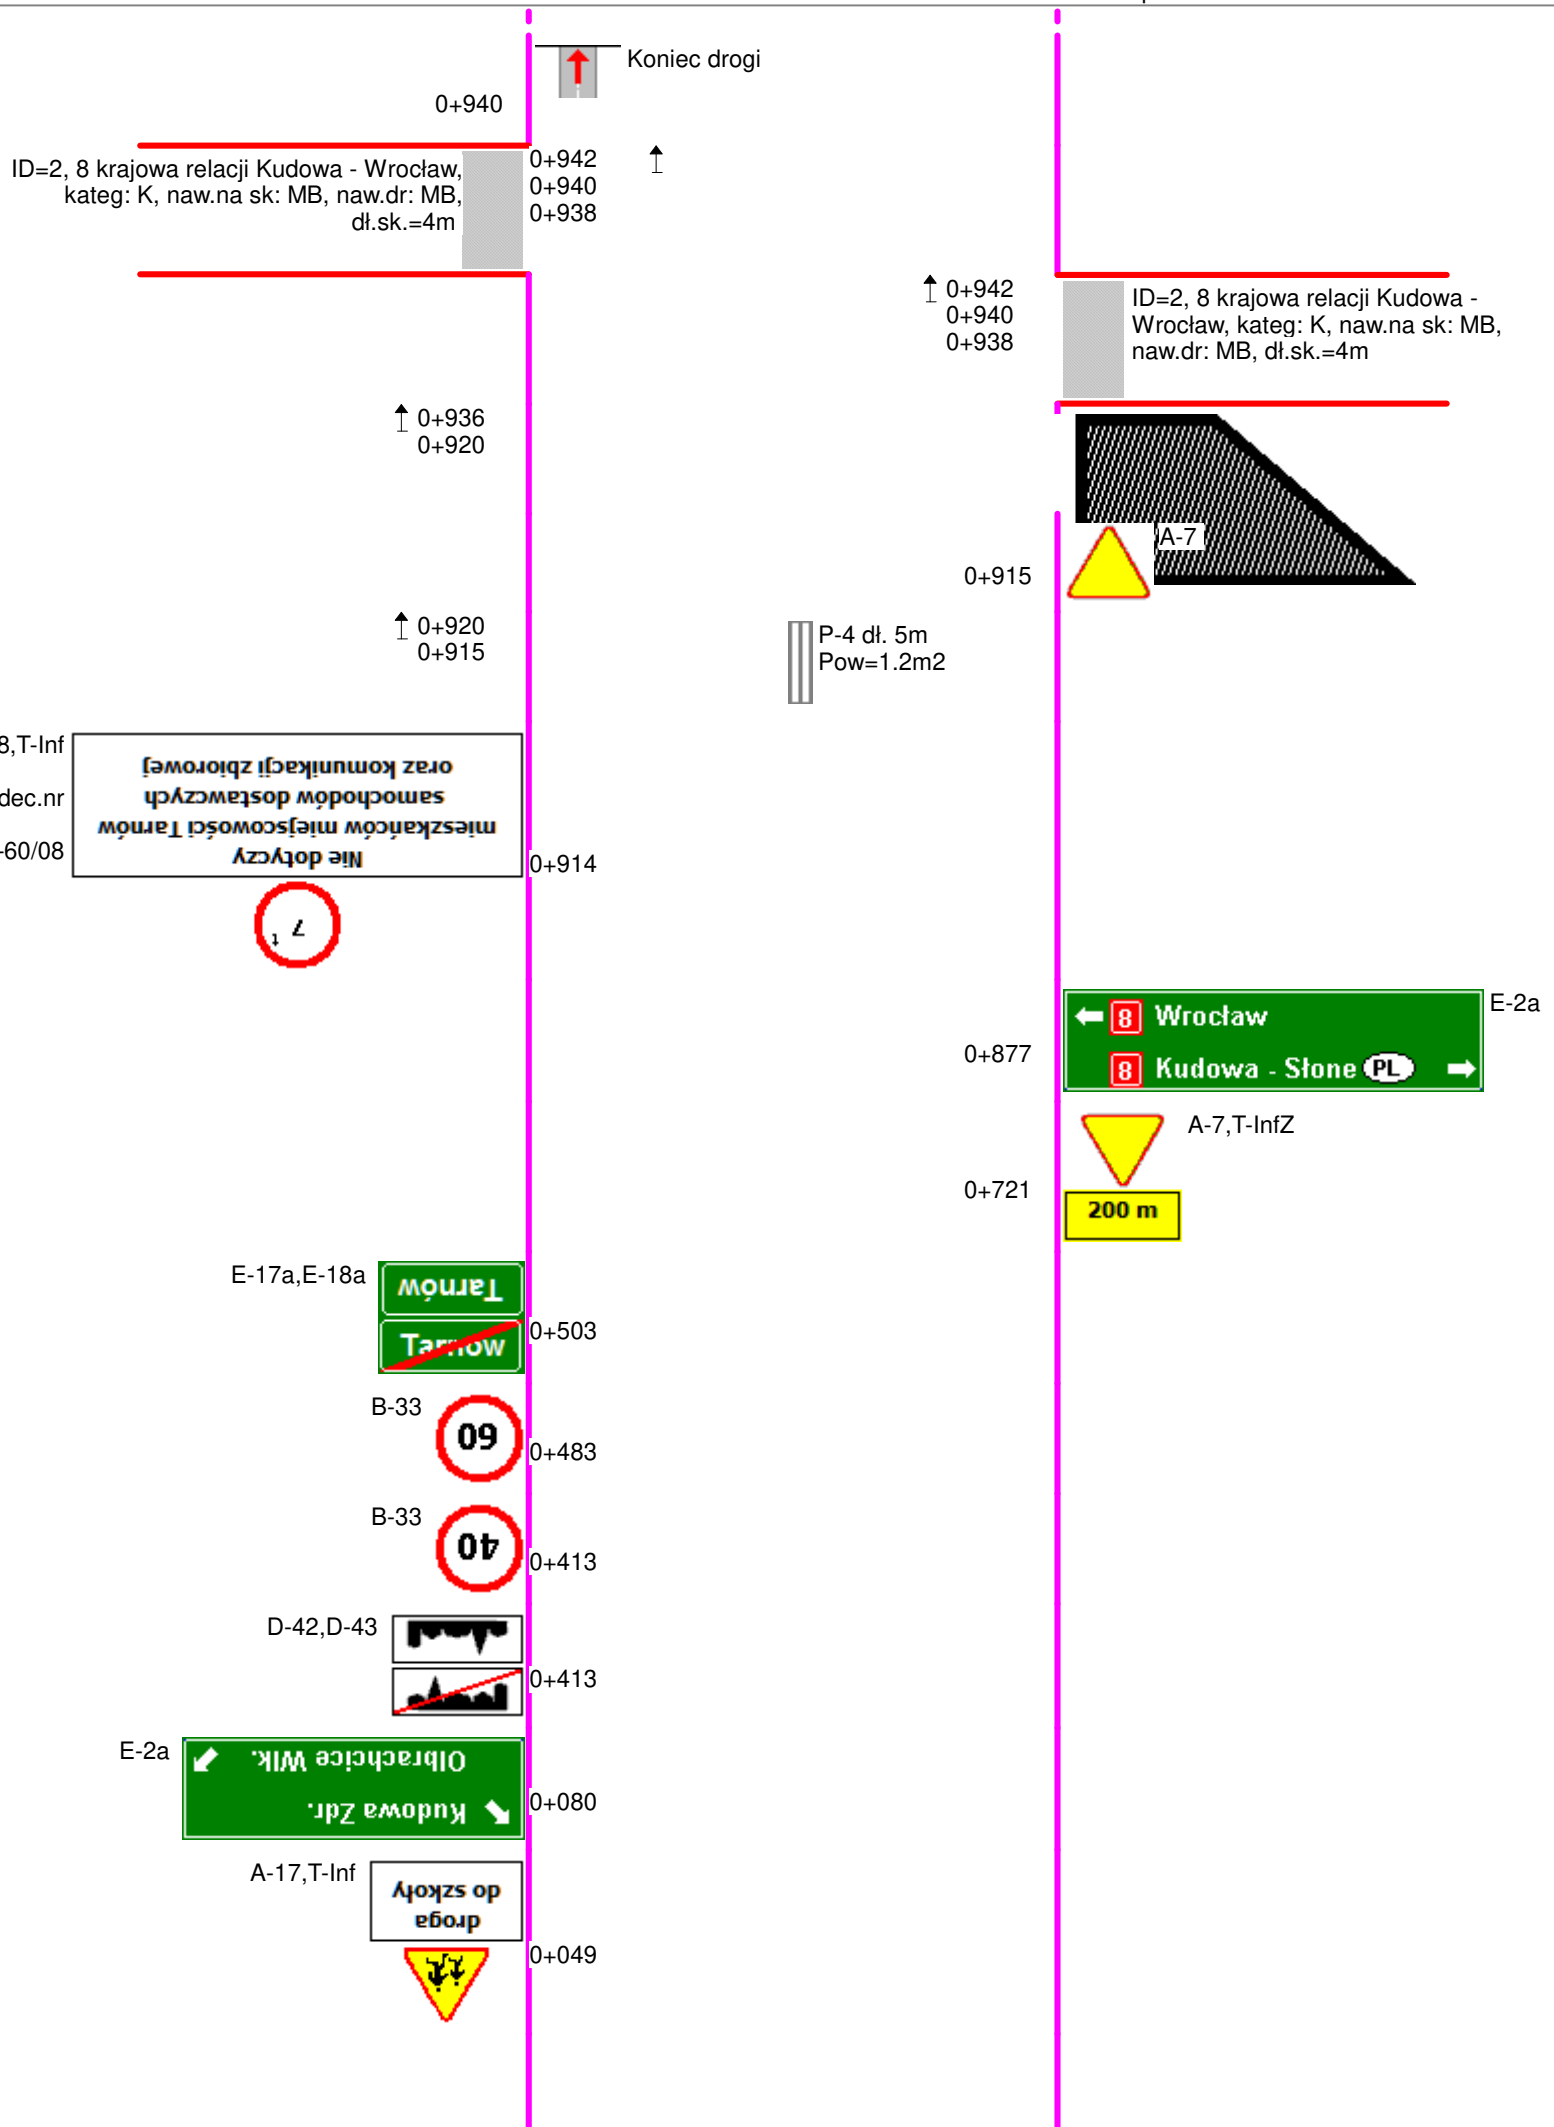 Koniec drogi
0+940
ID=2, 8 krajowa relacji Kudowa - Wrocław,
kateg: K, naw.na sk: MB, naw.dr: MB,
dł.sk.=4m
0+942
0+940
0+938
0+942
0+940
0+938
ID=2, 8 krajowa relacji Kudowa -
Wrocław, kateg: K, naw.na sk: MB,
naw.dr: MB, dł.sk.=4m
0+936
0+920
A-7
0+915
0+920
0+915
P-4 dł. 5m
Pow=1.2m2
8,T-Inf
dec.nr
-60/08
Nie dotyczy
mieszkańców miejscowości Tarnów
samochodów dostawczych
oraz komunikacji zbiorowej
0+914
7 t
E-2a
8 Wrocław
8 Kudowa - Słone PL
0+877
A-7,T-InfZ
0+721
200 m
E-17a,E-18a
Tarnów
Tarnów
0+503
B-33
60
0+483
B-33
40
0+413
D-42,D-43
0+413
E-2a
Kudowa Zdr.
Olbrachcice Wlk.
0+080
A-17,T-Inf
droga
do szkoły
0+049